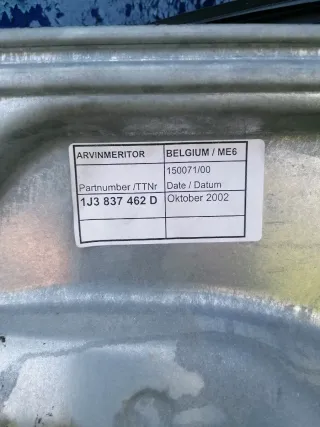 ARVINMERITOR BELGIUM / ME6
150071/00
Partnumber /TTNr Date / Datum
1J3 837 462 D Oktober 2002